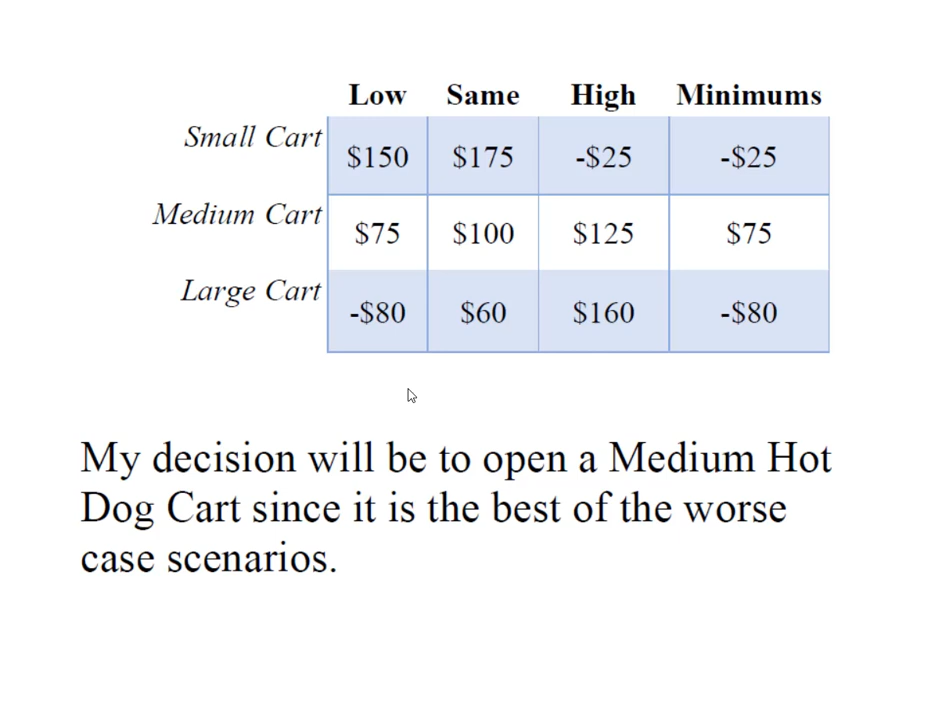 Low Same High Minimums
Small Cart $150 $175 -$25 -$25
Medium Cart $75 $100 $125 $75
Large Cart -$80 $60 $160 -$80
My decision will be to open a Medium Hot
Dog Cart since it is the best of the worse
case scenarios.